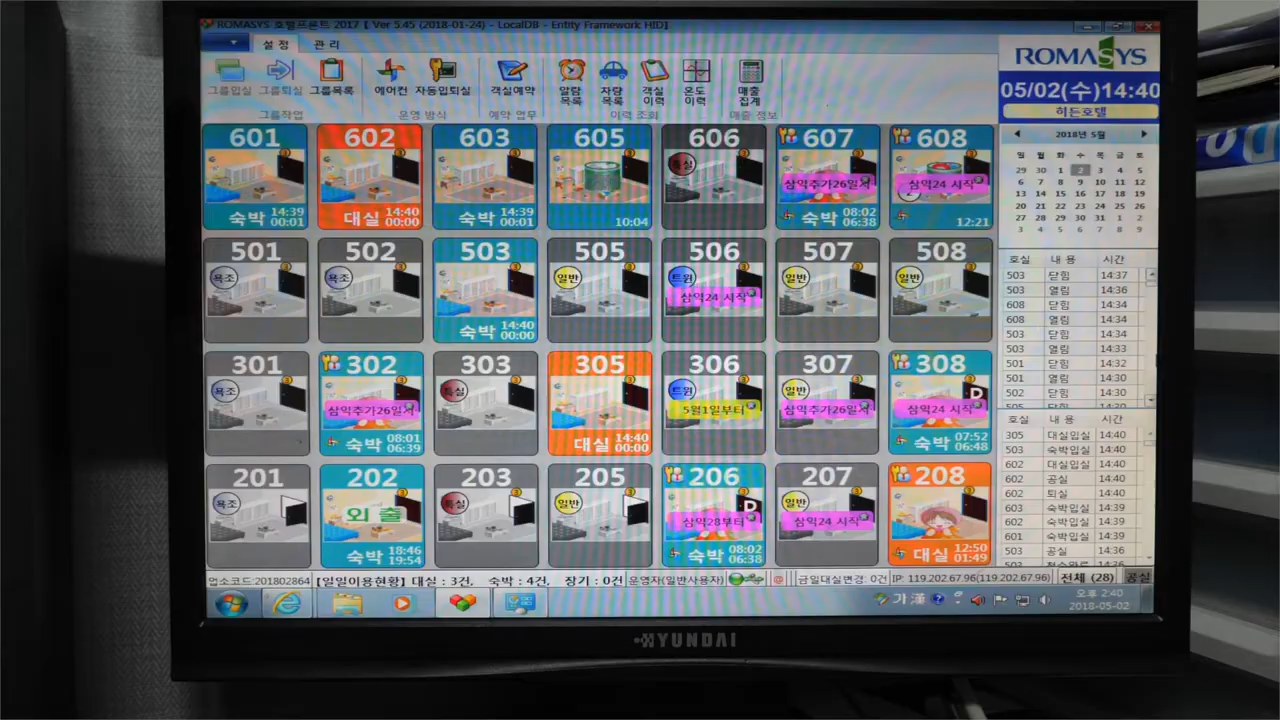 ROMASYS 호텔프론트 2017 [ Ver 5.45 (2018-01-24) - LocalDB - Entity Framework HID]
설정 관리
그룹입실 그룹퇴실 그룹목록 에어컨 자동입퇴실 객실예약 알람목록 차량목록 객실이력 온도이력 매출집계
그룹작업 운영 방식 예약 업무 이력 조회 매출 정보
ROMASYS
05/02(수)14:40
히든호텔
2018년 5월
일 월 화 수 목 금 토
29 30 1 2 3 4 5
6 7 8 9 10 11 12
13 14 15 16 17 18 19
20 21 22 23 24 25 26
27 28 29 30 31 1 2
3 4 5 6 7 8 9
601 602 603 605 606 607 608
특실 삼익추가26일 삼익24 시작
숙박 14:39 00:01 대실 14:40 00:00 숙박 14:39 00:01 10:04 숙박 08:02 06:38 12:21
501 502 503 505 506 507 508
욕조 욕조 일반 트윈 일반 일반
삼익24 시작
숙박 14:40 00:00
301 302 303 305 306 307 308
욕조 특실 트윈 일반
삼익추가26일 5월1일부터 삼익추가26일 삼익24 시작
D
숙박 08:01 06:39 대실 14:40 00:00 숙박 07:52 06:48
201 202 203 205 206 207 208
욕조 외출 특실 일반 D 일반
삼익28부터 삼익24 시작
숙박 18:46 19:54 숙박 08:02 06:38 대실 12:50 01:49
호실 내 용 시간
503 닫힘 14:37
503 열림 14:36
608 닫힘 14:34
608 열림 14:34
503 닫힘 14:34
503 열림 14:33
501 닫힘 14:32
501 열림 14:30
502 닫힘 14:30
호실 내 용 시간
305 대실입실 14:40
503 숙박입실 14:40
602 대실입실 14:40
602 공실 14:40
602 퇴실 14:40
603 숙박입실 14:39
602 숙박입실 14:39
601 숙박입실 14:39
503 공실 14:36
업소코드:201802864 [일일이용현황] 대실 : 3건, 숙박 : 4건, 장기 : 0건 운영자(일반사용자) @ 금일대실변경: 0건 IP: 119.202.67.96(119.202.67.96) 전체 (28) 공실
가 漢 오후 2:40
2018-05-02
HYUNDAI